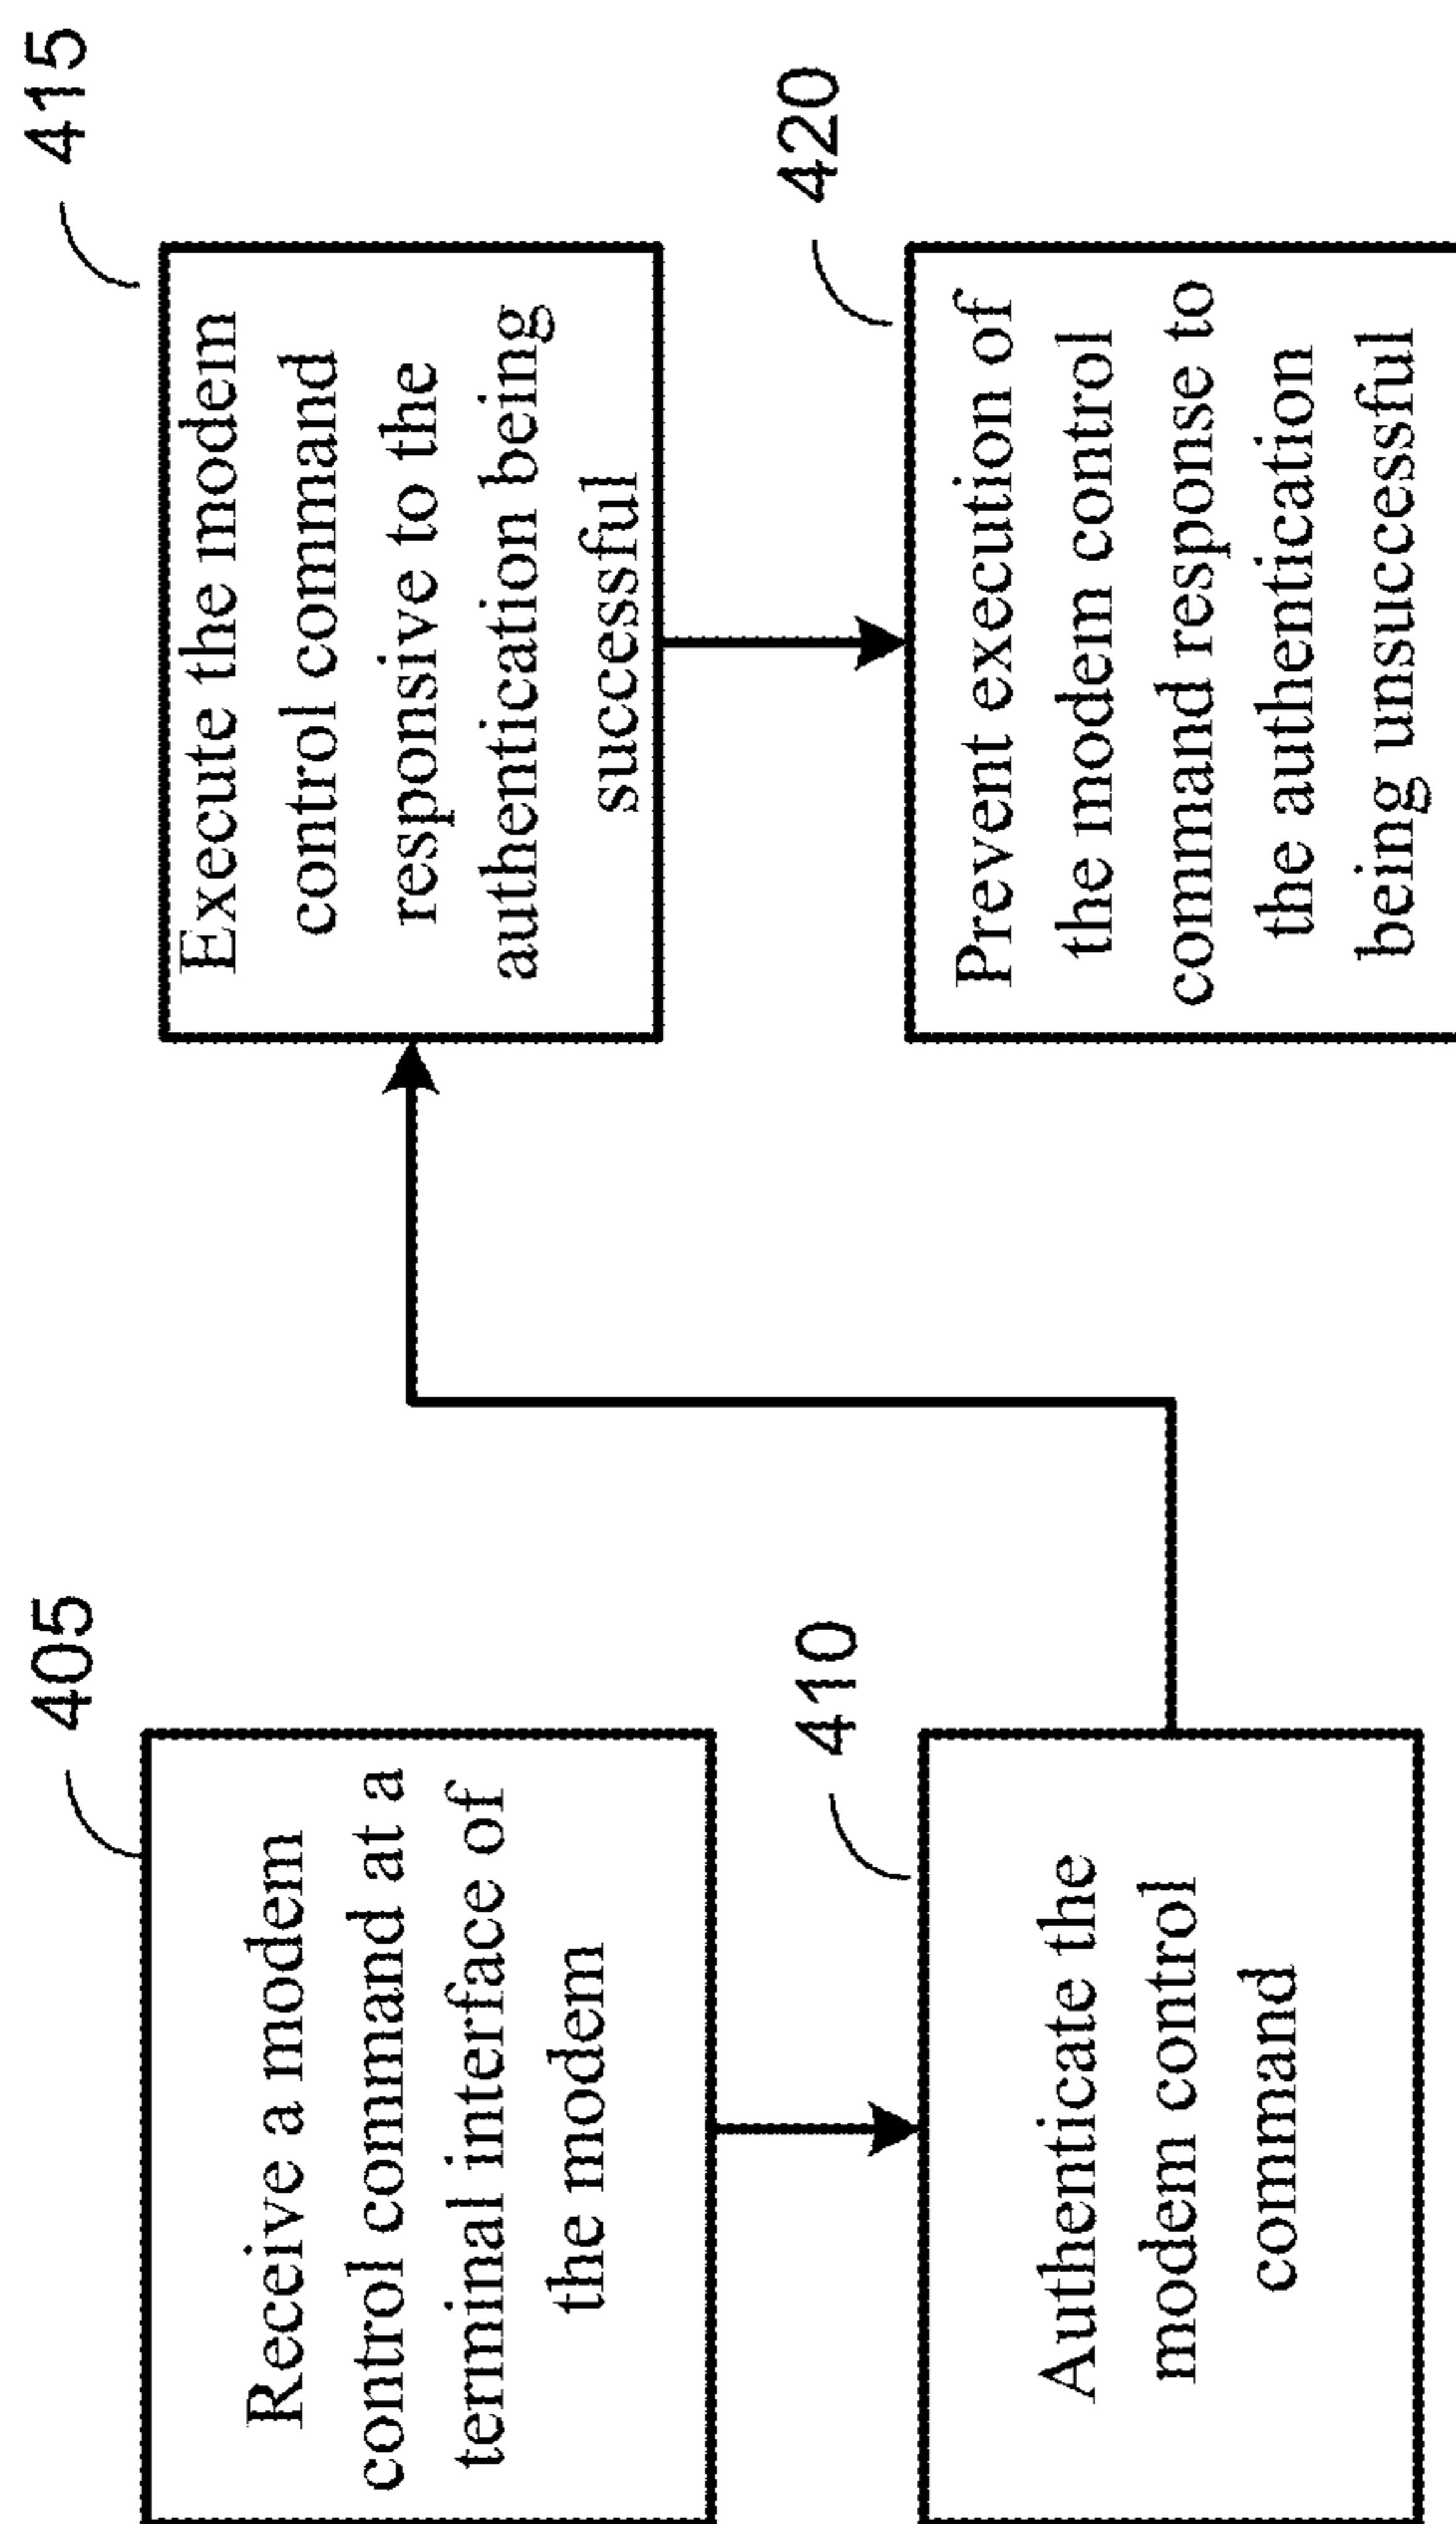 405
Receive a modem
control command at a
terminal interface of
the modem
410
Authenticate the
modem control
command
415
Execute the modem
control command
responsive to the
authentication being
successful
420
Prevent execution of
the modem control
command response to
the authentication
being unsuccessful